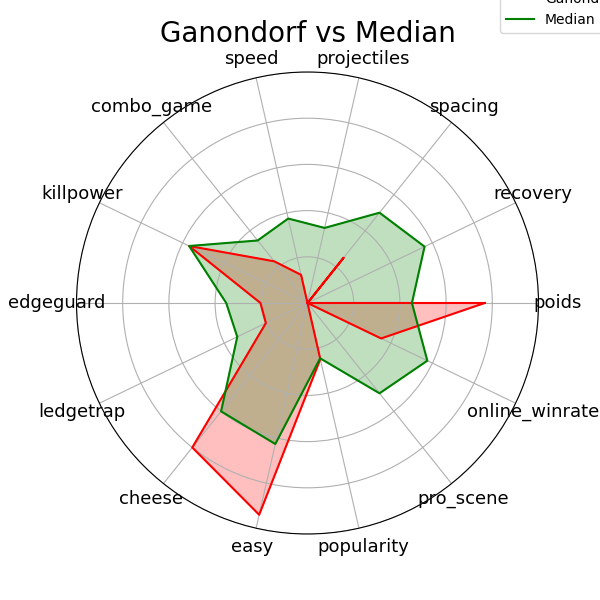 Ganondorf vs Median
Median
speed
projectiles
combo_game
spacing
killpower
recovery
edgeguard
poids
ledgetrap
online_winrate
cheese
pro_scene
easy
popularity